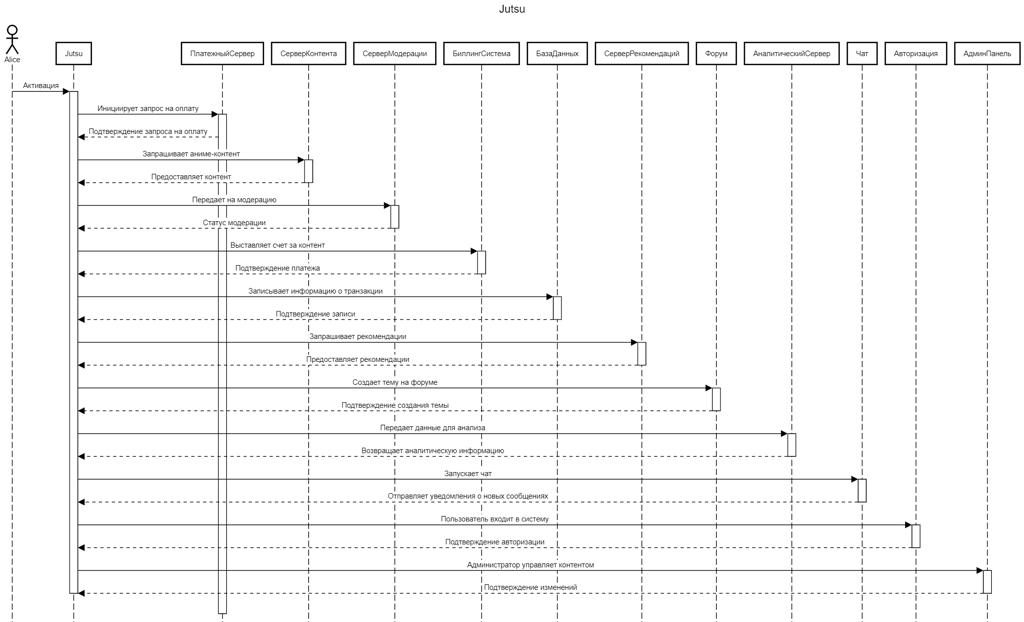 Jutsu
Alice
Jutsu
ПлатежныйСервер
СерверКонтента
СерверМодерации
БиллингСистема
БазаДанных
СерверРекомендаций
Форум
АналитическийСервер
Чат
Авторизация
АдминПанель
Активация
Инициирует запрос на оплату
Подтверждение запроса на оплату
Запрашивает аниме-контент
Предоставляет контент
Передает на модерацию
Статус модерации
Выставляет счет за контент
Подтверждение платежа
Записывает информацию о транзакции
Подтверждение записи
Запрашивает рекомендации
Предоставляет рекомендации
Создает тему на форуме
Подтверждение создания темы
Передает данные для анализа
Возвращает аналитическую информацию
Запускает чат
Отправляет уведомления о новых сообщениях
Пользователь входит в систему
Подтверждение авторизации
Администратор управляет контентом
Подтверждение изменений